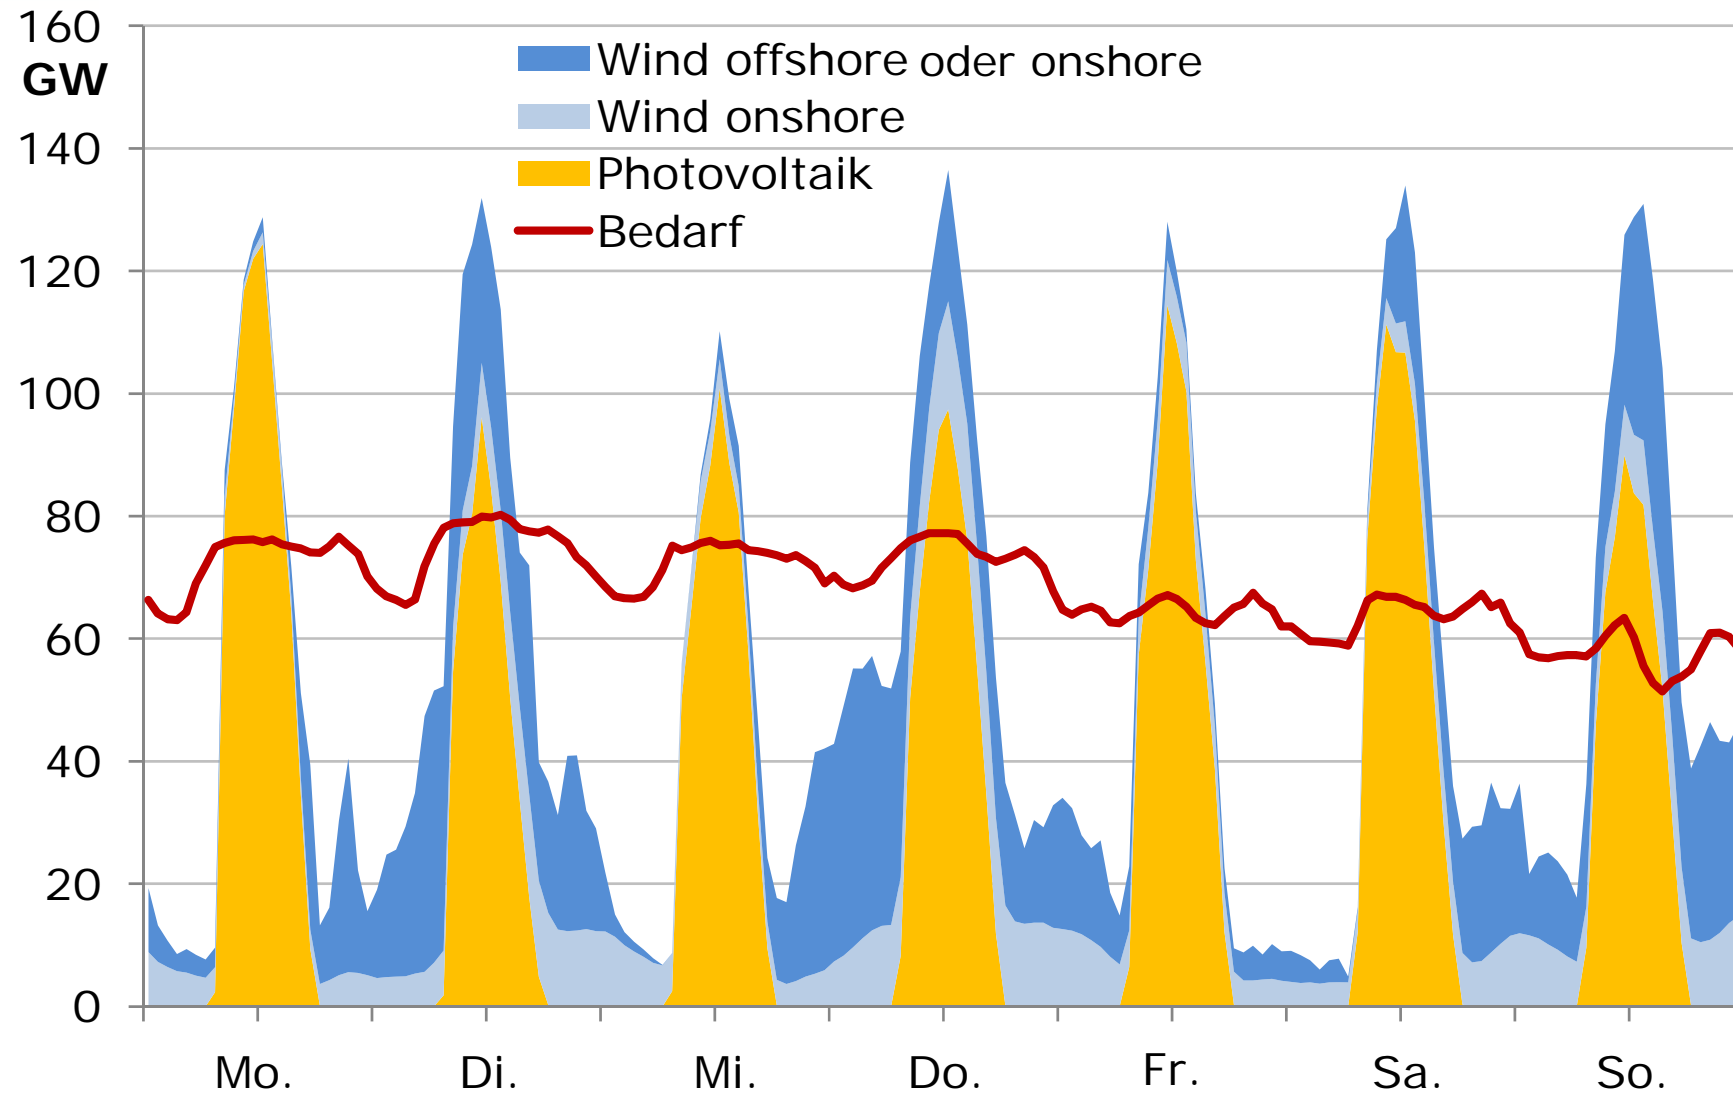 160
GW
140
120
100
80
60
40
20
0
Wind offshore oder onshore
Wind onshore
Photovoltaik
Bedarf
Mo. Di. Mi. Do. Fr. Sa. So.